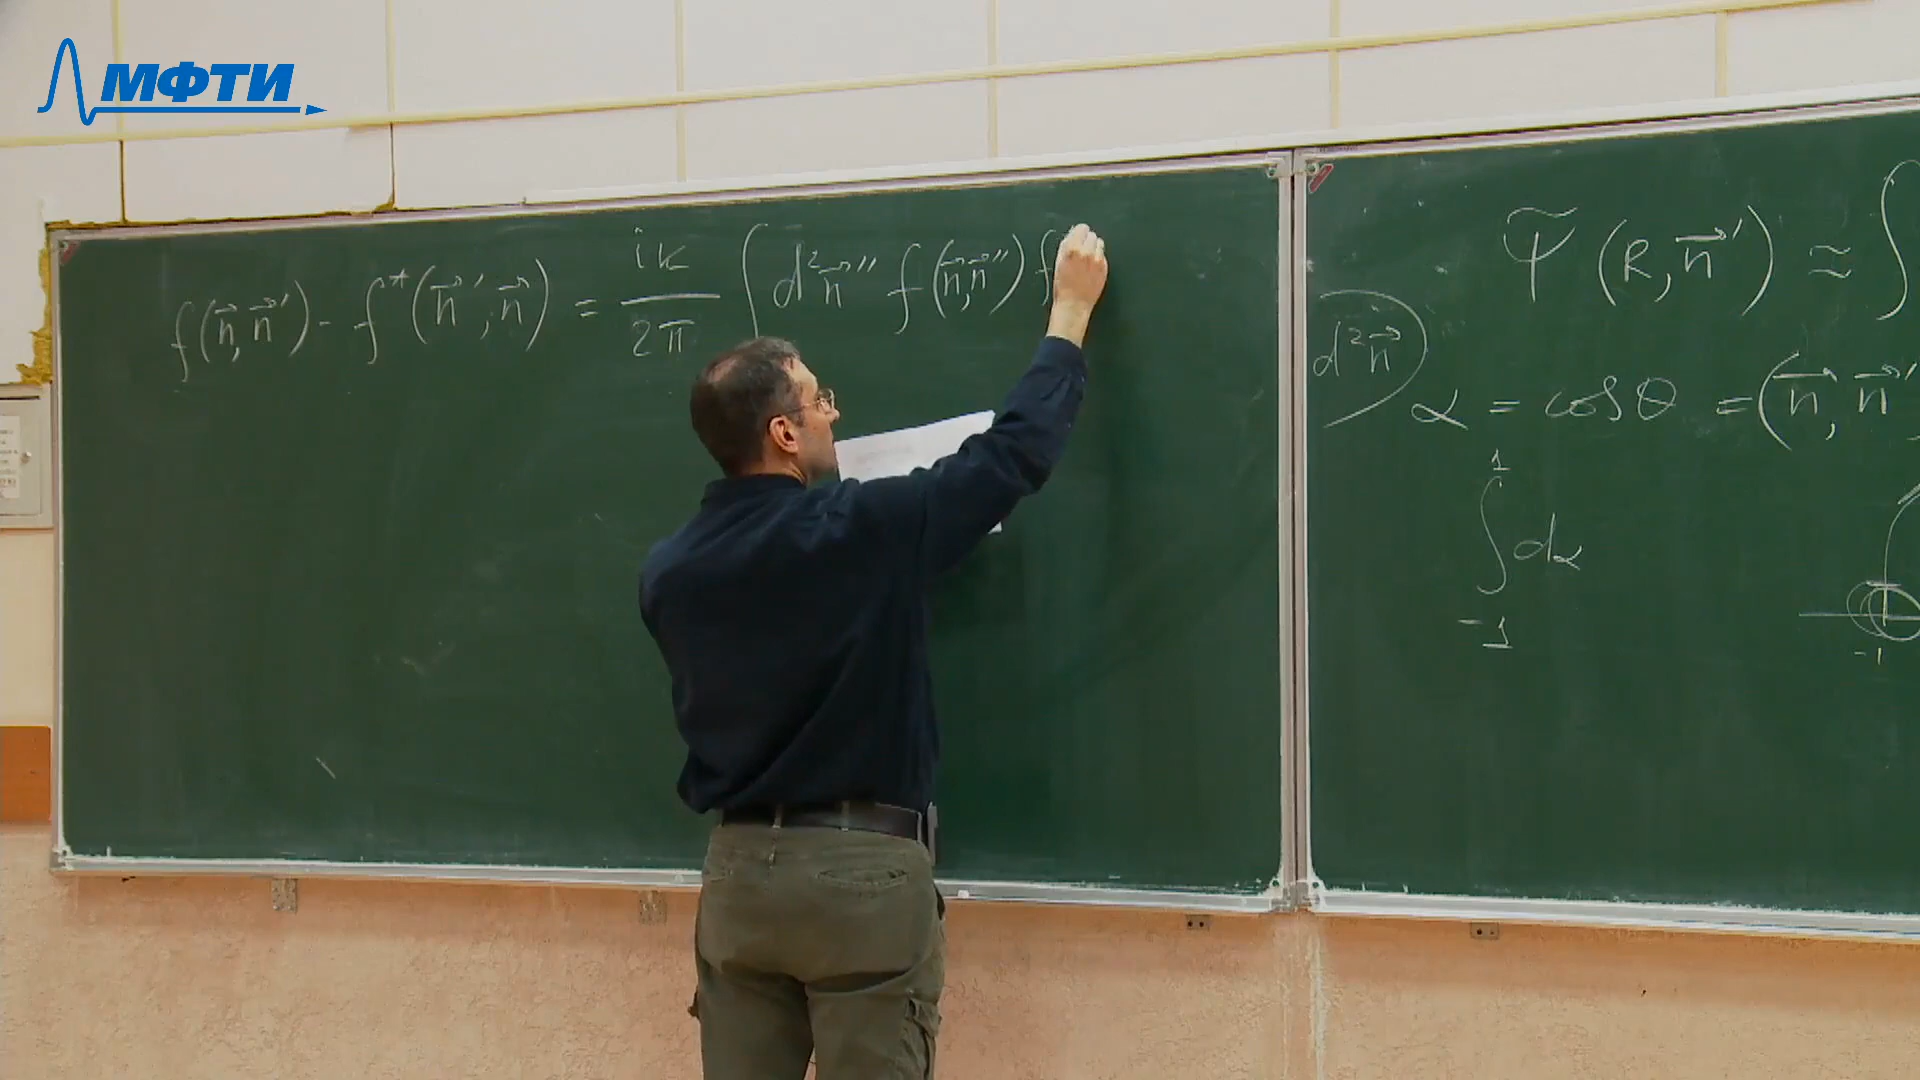 МФТИ
f(n⃗, n⃗′) - f*(n⃗′, n⃗) = ik/2π ∫ d²n⃗″ f(n⃗, n⃗″) f
Ψ̃ (R, n⃗′) ≈ ∫
d²n⃗
α = cos θ = (n⃗, n⃗′
1
∫ dα
-1
-1